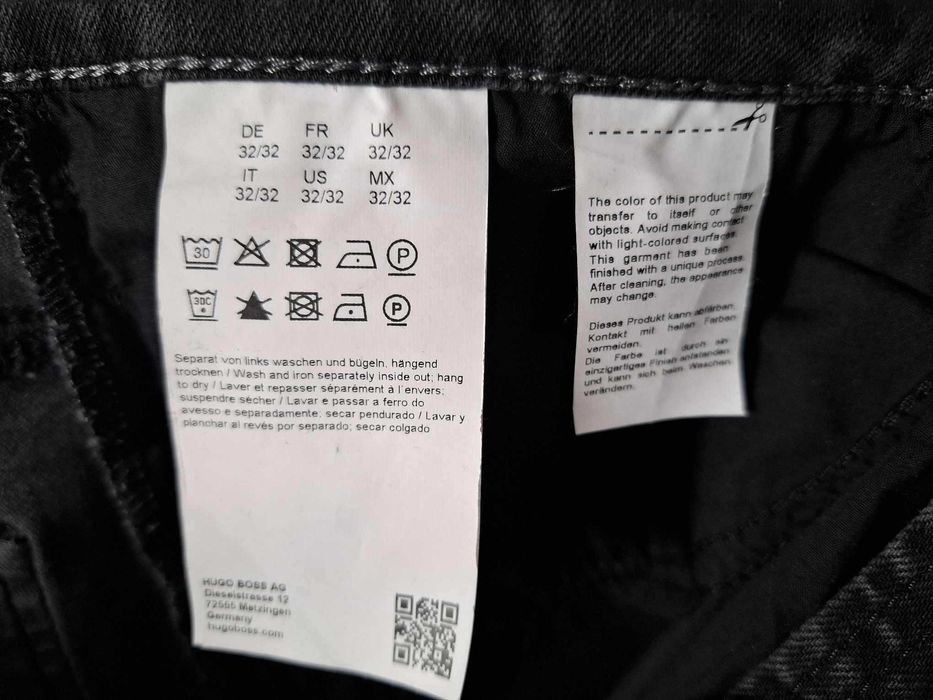 DE FR UK
32/32 32/32 32/32
IT US MX
32/32 32/32 32/32
30 P
30C P
Separat von links waschen und bügeln, hängend
trocknen / Wash and iron separately inside out; hang
to dry / Laver et repasser séparément à l'envers;
suspendre sécher / Lavar e passar a ferro do
avesso e separadamente; secar pendurado / Lavar y
planchar al revés por separado; secar colgado
HUGO BOSS AG
Dieselstrasse 12
72555 Metzingen
Germany
hugoboss.com
The color of this product may
transfer to itself or other
objects. Avoid making contact
with light-colored surfaces.
This garment has been
finished with a unique process.
After cleaning, the appearance
may change.
Dieses Produkt kann abfärben.
Kontakt mit hellen Farben
vermeiden.
Die Farbe ist durch ein
einzigartiges Finish entstanden
und kann sich beim Waschen
verändern.